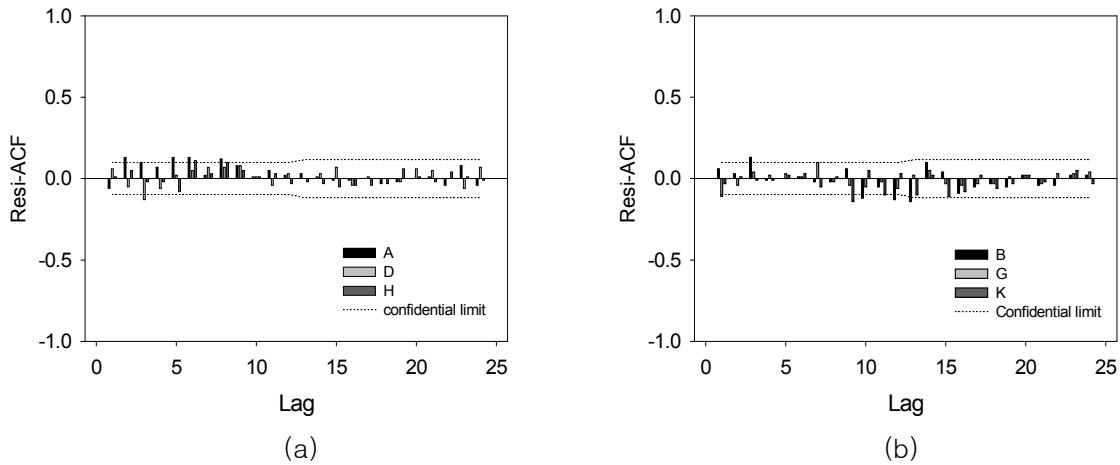 1.0
0.5
0.0
-0.5
-1.0
Resi-ACF
A
D
H
confidential limit
0 5 10 15 20 25
Lag
(a)
1.0
0.5
0.0
-0.5
-1.0
Resi-ACF
B
G
K
Confidential limit
0 5 10 15 20 25
Lag
(b)